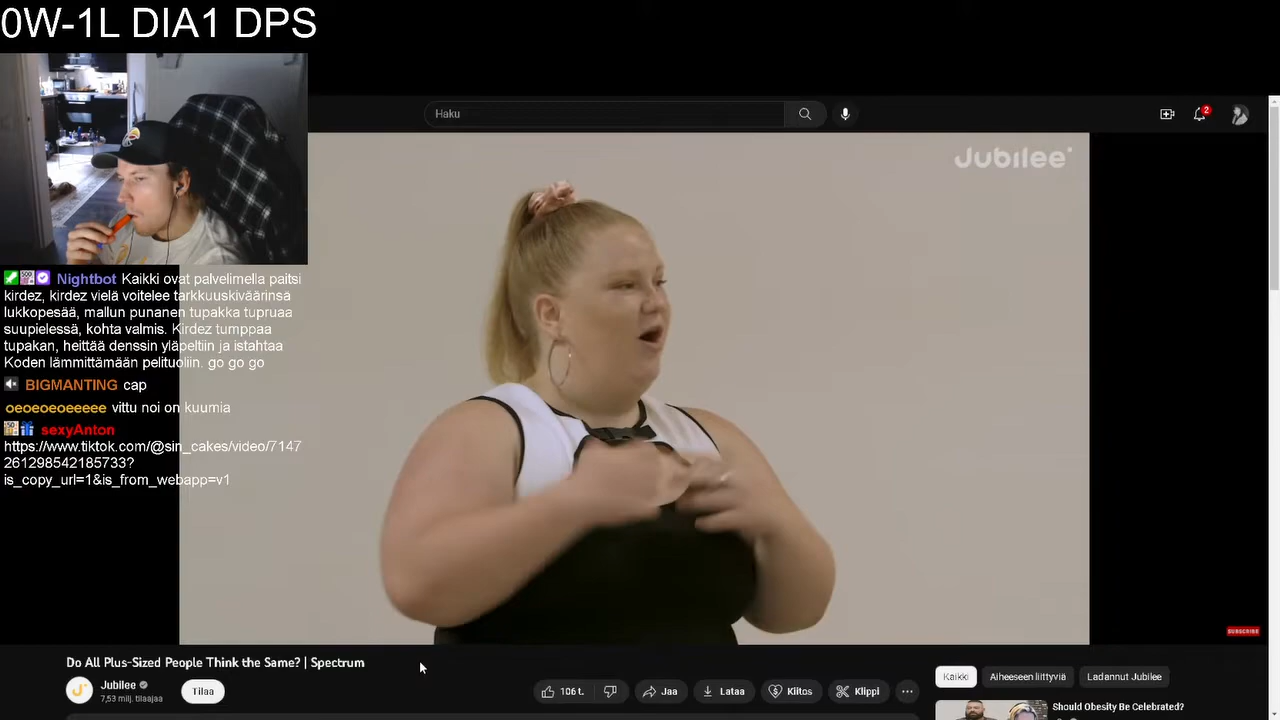 0W-1L DIA1 DPS
Haku
2
Jubilee
Nightbot Kaikki ovat palvelimella paitsi
kirdez, kirdez vielä voitelee tarkkuuskiväärinsa
lukkopesää, mallun punanen tupakka tupruaa
suupielessä, kohta valmis. Kirdez tumppaa
tupakan, heittää denssin yläpeltiin ja istahtaa
Koden lämmittämään pelituoliin. go go go
BIGMANTING cap
oeoeoeoeeeee vittu noi on kuumia
sexyAnton
https://www.tiktok.com/@sin_cakes/video/7147
261298542185733?
is_copy_url=1&is_from_webapp=v1
SUBSCRIBE
Do All Plus-Sized People Think the Same? | Spectrum
Jubilee
7,53 milj. tilaajaa
Tilaa
106 t.
Jaa
Lataa
Kiitos
Klippi
Kaikki
Aiheeseen liittyviä
Ladannut Jubilee
Should Obesity Be Celebrated?